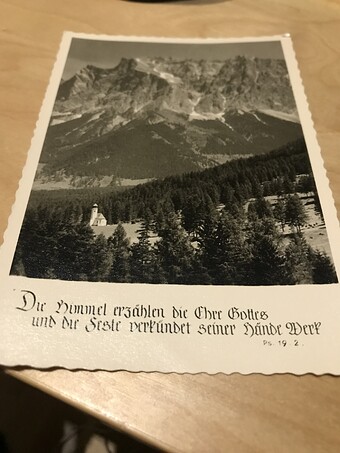 Die Himmel erzählen die Ehre Gottes
und die Feste verkündet seiner Hände Werk
Ps. 19. 2.